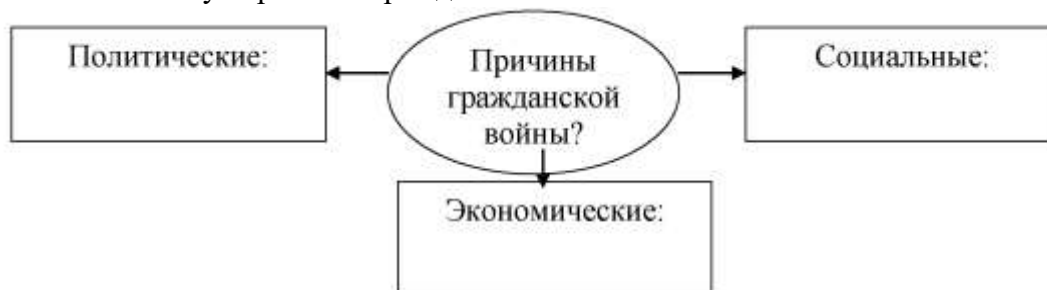 Политические:
Причины
гражданской
войны?
Социальные:
Экономические: